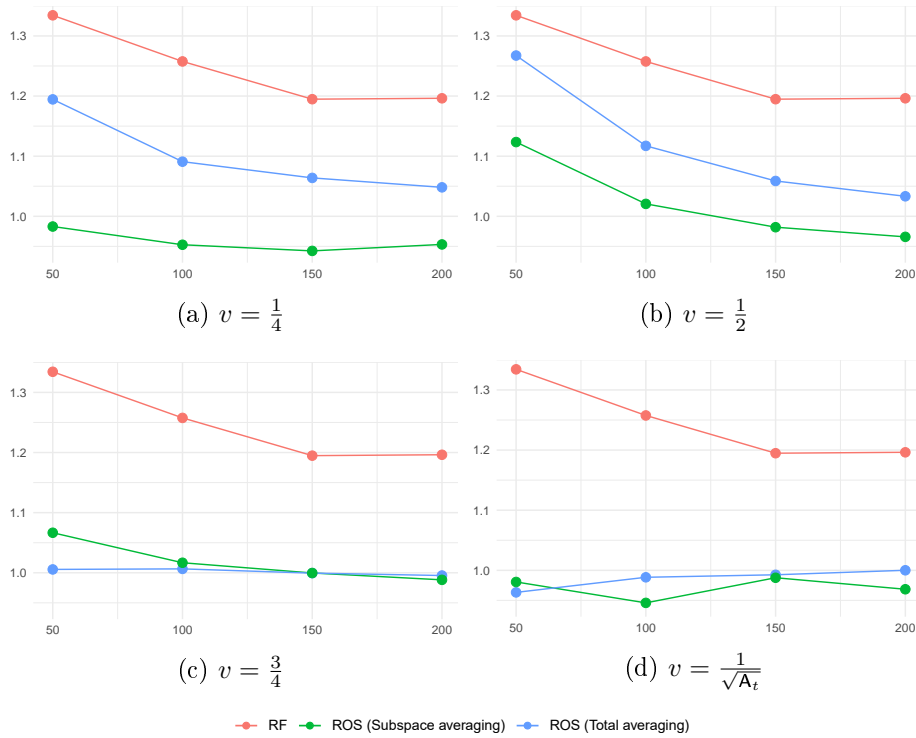 1.3
1.2
1.1
1.0
50 100 150 200
(a) v = 1/4
1.3
1.2
1.1
1.0
50 100 150 200
(b) v = 1/2
1.3
1.2
1.1
1.0
50 100 150 200
(c) v = 3/4
1.3
1.2
1.1
1.0
50 100 150 200
(d) v = 1/√A_t
RF ROS (Subspace averaging) ROS (Total averaging)